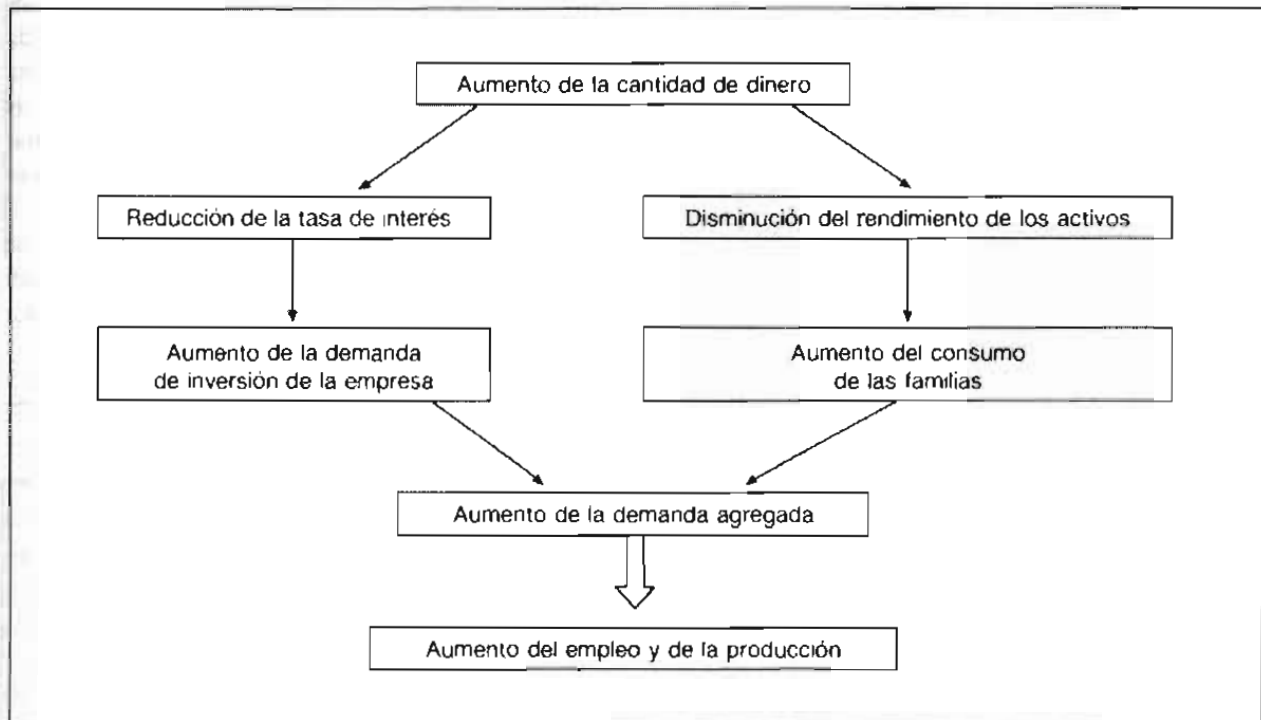 Aumento de la cantidad de dinero
Reducción de la tasa de interés
Disminución del rendimiento de los activos
Aumento de la demanda
de inversión de la empresa
Aumento del consumo
de las familias
Aumento de la demanda agregada
Aumento del empleo y de la producción